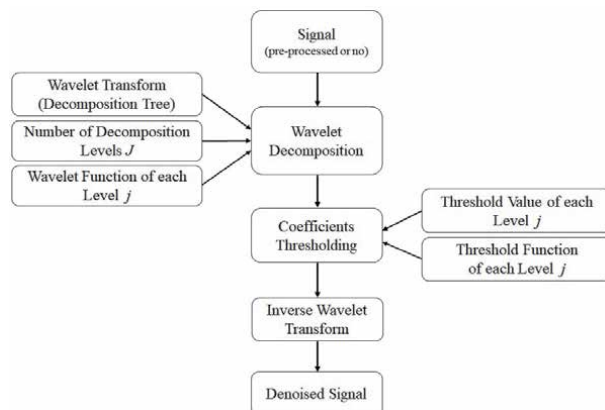 Signal
(pre-processed or no)
Wavelet Transform
(Decomposition Tree)
Number of Decomposition
Levels J
Wavelet Function of each
Level j
Wavelet
Decomposition
Threshold Value of each
Level j
Coefficients
Thresholding
Threshold Function
of each Level j
Inverse Wavelet
Transform
Denoised Signal